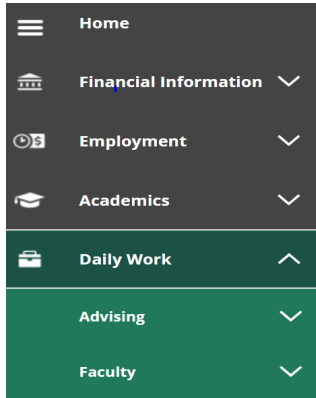 Home
Financial Information
Employment
Academics
Daily Work
Advising
Faculty